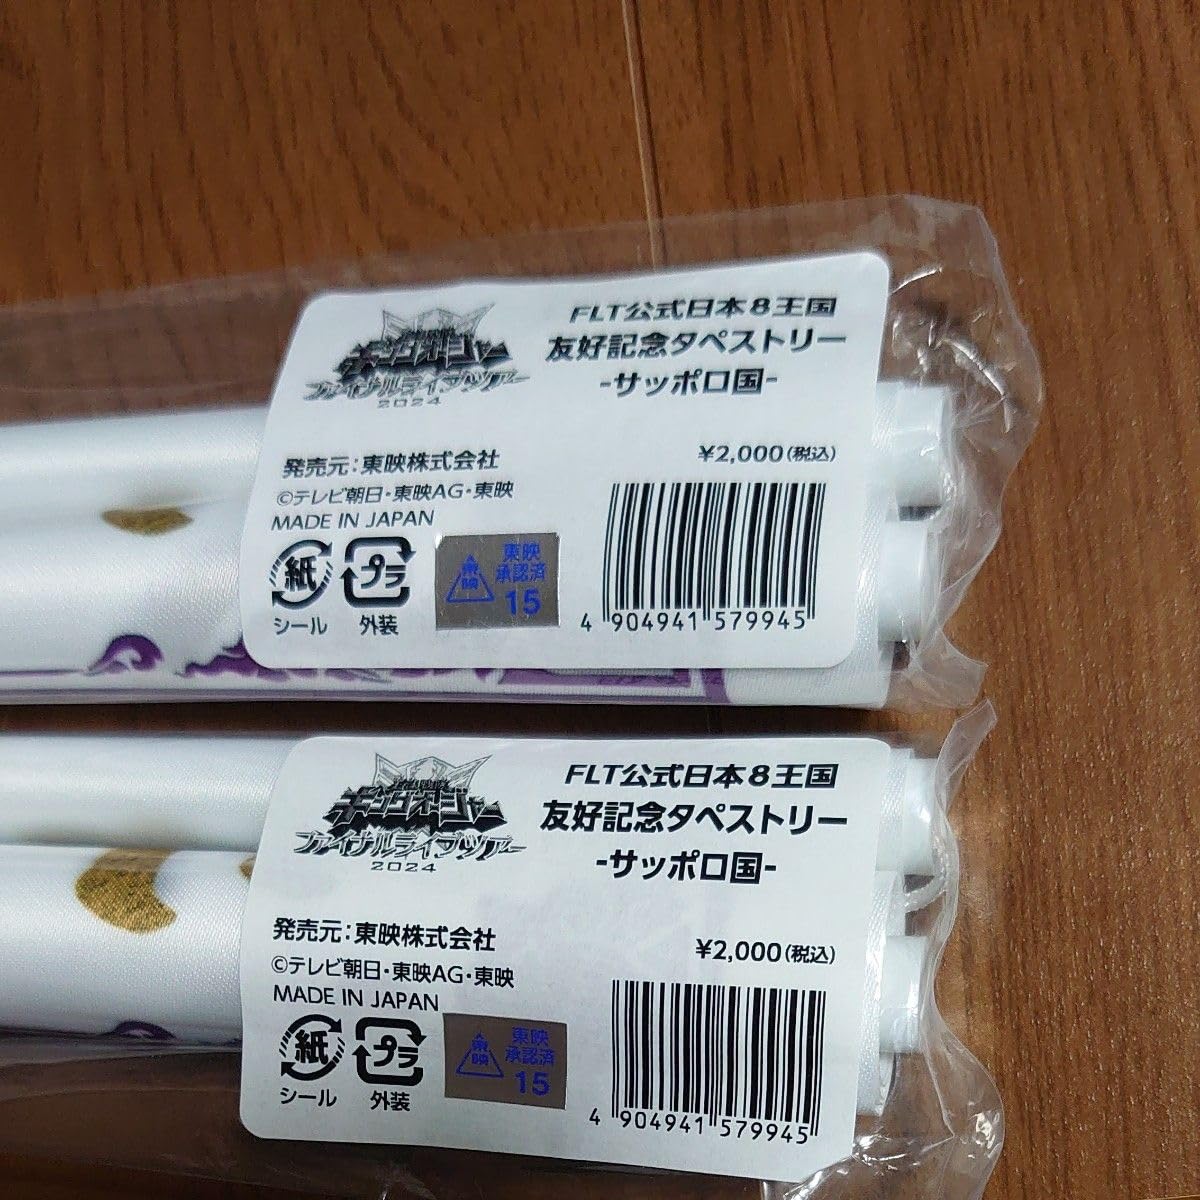 キングオージャー
ファイナルライブツアー
2024
FLT公式日本8王国
友好記念タペストリー
-サッポロ国-
発売元:東映株式会社
©テレビ朝日・東映AG・東映
MADE IN JAPAN
¥2,000(税込)
紙
シール
プラ
外装
東映
東映
承認済
15
4 904941 579945
キングオージャー
ファイナルライブツアー
2024
FLT公式日本8王国
友好記念タペストリー
-サッポロ国-
発売元:東映株式会社
©テレビ朝日・東映AG・東映
MADE IN JAPAN
¥2,000(税込)
紙
シール
プラ
外装
東映
東映
承認済
15
4 904941 579945